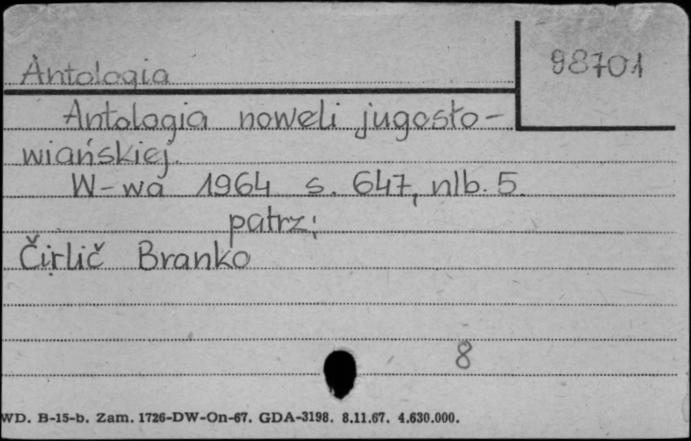 98701
Antologia
Antologia noweli jugosło-
wiańskiej.
W-wa 1964 s. 647, nlb. 5.
patrz:
Čirlič Branko
8
WD. B-15-b. Zam. 1726-DW-On-67. GDA-3198. 8.11.67. 4.630.000.